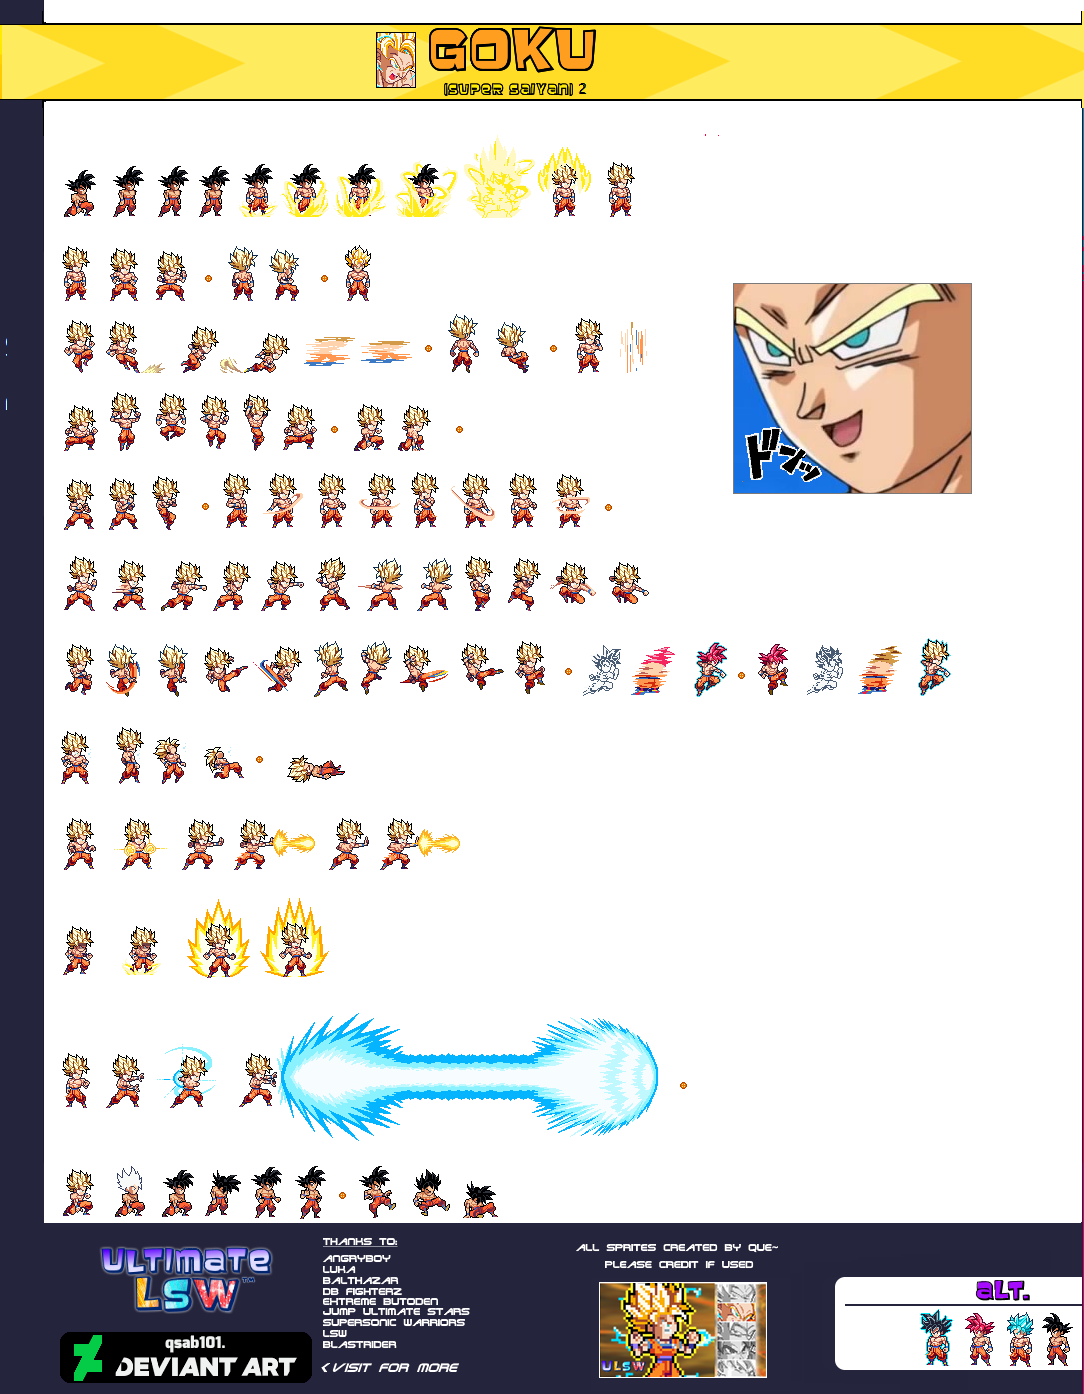 GOKU
(SUPER SAIYAN) 2
ドンッ
ULTIMATE
LSW™
qsab101.
DEVIANT ART
THANKS TO:
ANGRYBOY
LUKA
BALTHAZAR
DB FIGHTERZ
EXTREME BUTODEN
JUMP ULTIMATE STARS
SUPERSONIC WARRIORS
LSW
BLASTRIDER
<VISIT FOR MORE
ALL SPRITES CREATED BY QUE~
PLEASE CREDIT IF USED
ULSW
ALT.